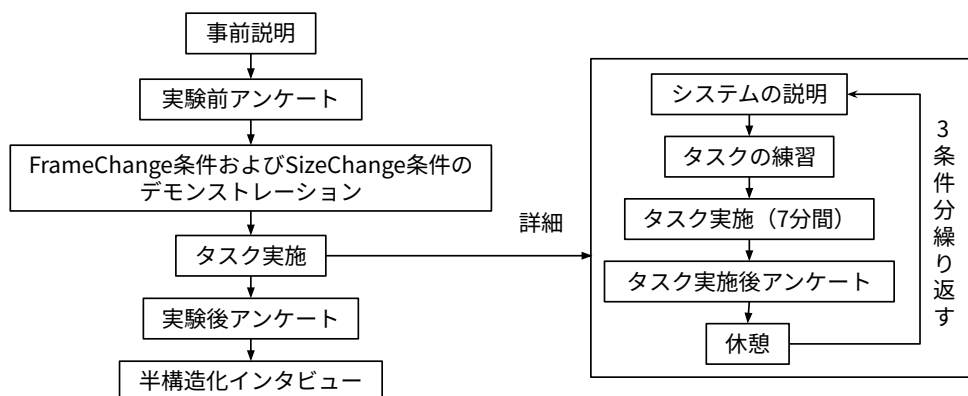 事前説明
実験前アンケート
FrameChange条件およびSizeChange条件の
デモンストレーション
タスク実施
実験後アンケート
半構造化インタビュー
詳細
システムの説明
タスクの練習
タスク実施（7分間）
タスク実施後アンケート
休憩
3条件分繰り返す